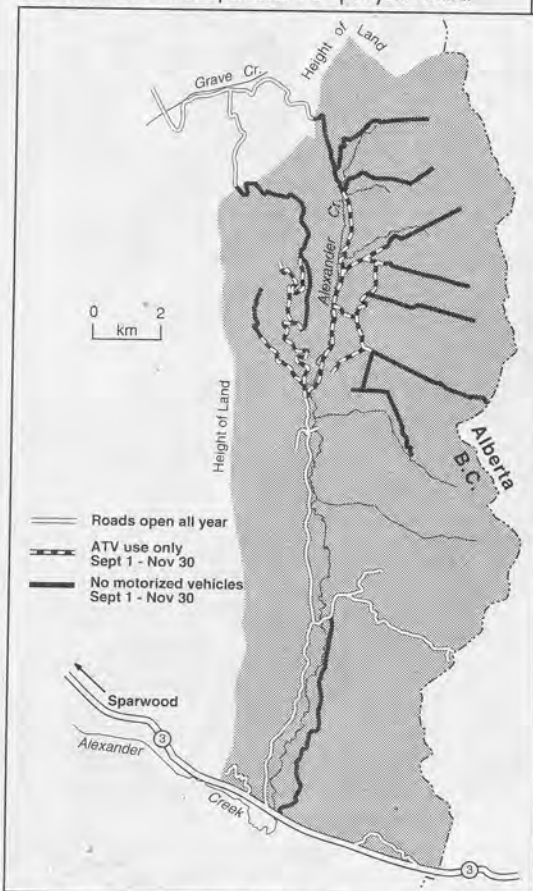 Height of Land
Grave Cr.
Alexander Cr.
0 2
km
Height of Land
Alberta
B.C.
Roads open all year
ATV use only
Sept 1 - Nov 30
No motorized vehicles
Sept 1 - Nov 30
Sparwood
3
Alexander
Creek
3